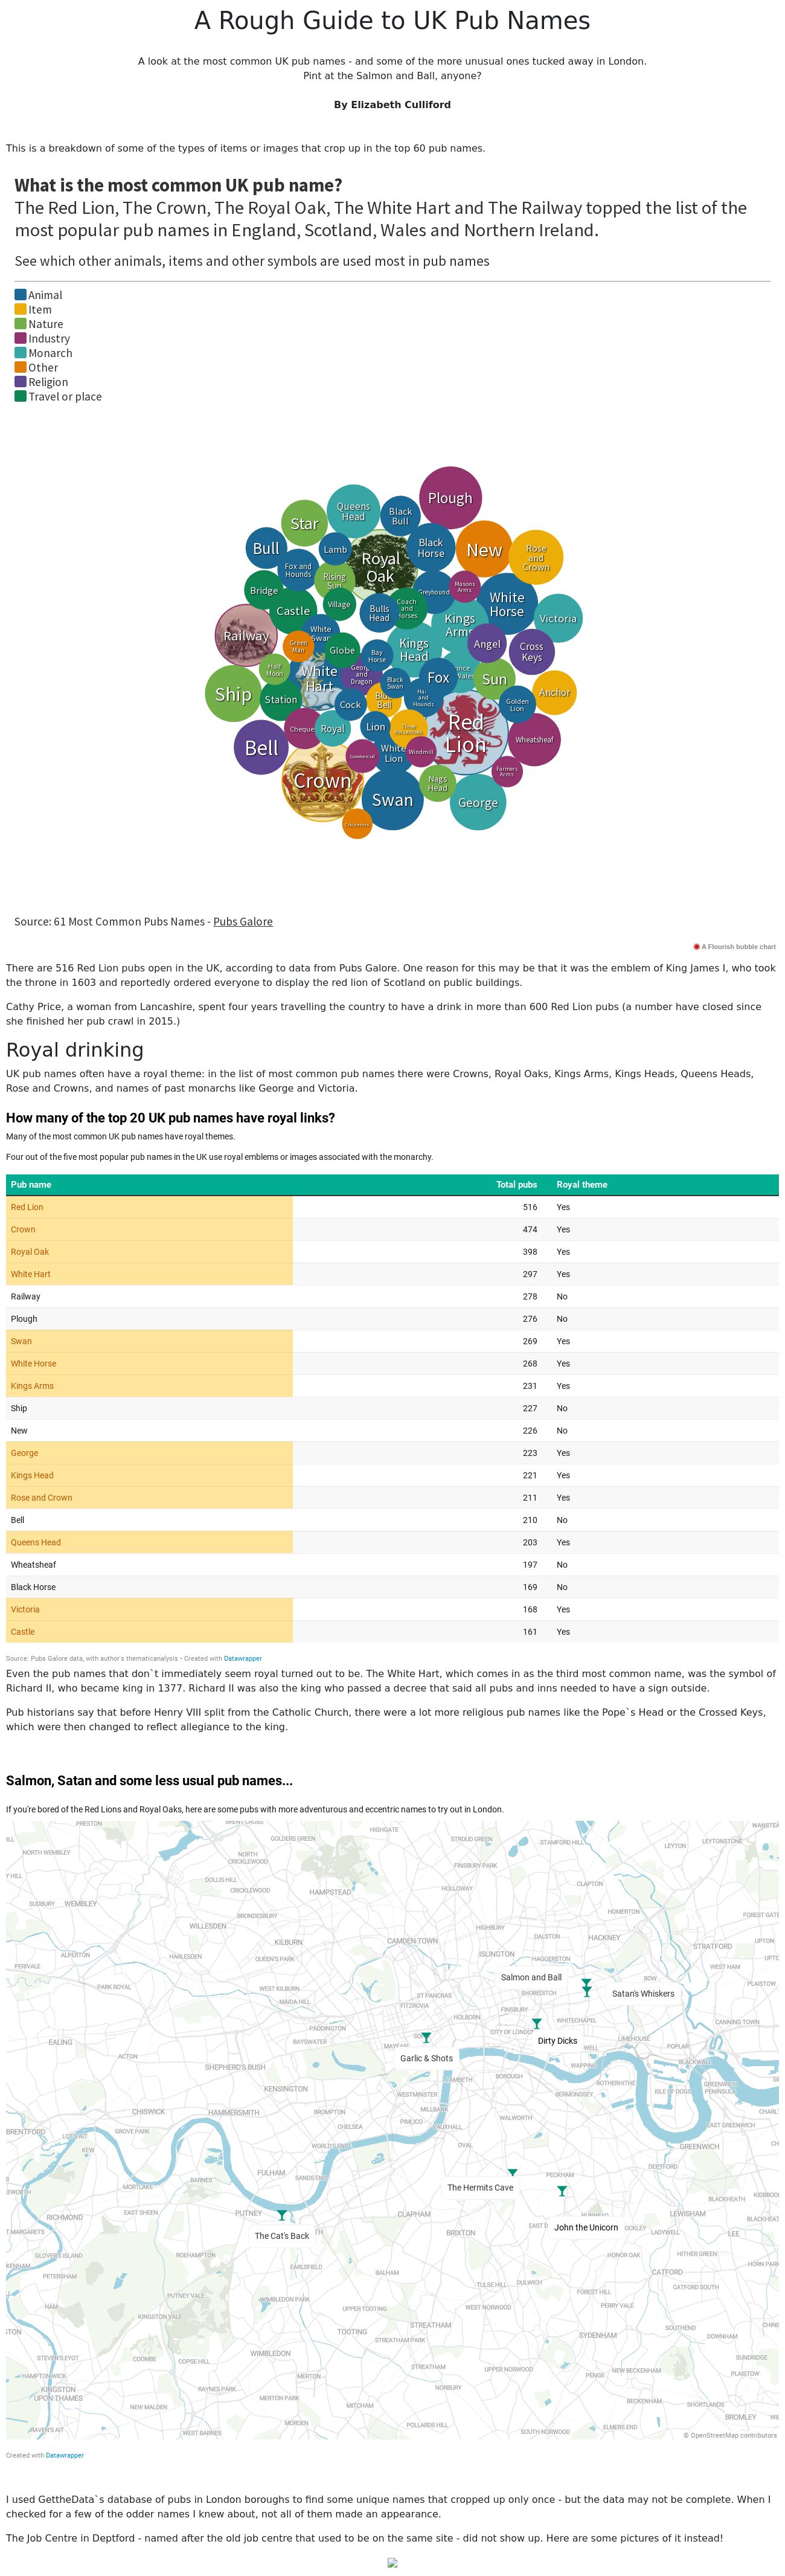 A Rough Guide to UK Pub Names
A look at the most common UK pub names - and some of the more unusual ones tucked away in London.
Pint at the Salmon and Ball, anyone?
By Elizabeth Culliford
This is a breakdown of some of the types of items or images that crop up in the top 60 pub names.
What is the most common UK pub name?
The Red Lion, The Crown, The Royal Oak, The White Hart and The Railway topped the list of the
most popular pub names in England, Scotland, Wales and Northern Ireland.
See which other animals, items and other symbols are used most in pub names
Animal
Item
Nature
Industry
Monarch
Other
Religion
Travel or place
Plough
Queens
Head
Black
Bull
Star
Bull
Lamb
Royal
Oak
Black
Horse
New
Rose
and
Crown
Fox and
Hounds
Rising
Sun
Bridge
Greyhound
Masons
Arms
White
Horse
Castle
Village
Bulls
Head
Coach
and
Horses
Kings
Arms
Victoria
Railway
White
Swan
Green
Man
Globe
Bay
Horse
Kings
Head
Angel
Cross
Keys
Half
Moon
White
Hart
and
Dragon
Black
Swan
Fox
Sun
Ship
Station
Cock
Bell
and
Hounds
Golden
Lion
Anchor
Cheque
Royal
Lion
Red
Lion
Wheatsheaf
Bell
Commercial
White
Lion
Windmill
Crown
Swan
Nags
Head
Farmers
Arms
George
Cricketers
Source: 61 Most Common Pubs Names - Pubs Galore
A Flourish bubble chart
There are 516 Red Lion pubs open in the UK, according to data from Pubs Galore. One reason for this may be that it was the emblem of King James I, who took
the throne in 1603 and reportedly ordered everyone to display the red lion of Scotland on public buildings.
Cathy Price, a woman from Lancashire, spent four years travelling the country to have a drink in more than 600 Red Lion pubs (a number have closed since
she finished her pub crawl in 2015.)
Royal drinking
UK pub names often have a royal theme: in the list of most common pub names there were Crowns, Royal Oaks, Kings Arms, Kings Heads, Queens Heads,
Rose and Crowns, and names of past monarchs like George and Victoria.
How many of the top 20 UK pub names have royal links?
Many of the most common UK pub names have royal themes.
Four out of the five most popular pub names in the UK use royal emblems or images associated with the monarchy.
Pub name Total pubs Royal theme
Red Lion 516 Yes
Crown 474 Yes
Royal Oak 398 Yes
White Hart 297 Yes
Railway 278 No
Plough 276 No
Swan 269 Yes
White Horse 268 Yes
Kings Arms 231 Yes
Ship 227 No
New 226 No
George 223 Yes
Kings Head 221 Yes
Rose and Crown 211 Yes
Bell 210 No
Queens Head 203 Yes
Wheatsheaf 197 No
Black Horse 169 No
Victoria 168 Yes
Castle 161 Yes
Source: Pubs Galore data, with author's thematicanalysis • Created with Datawrapper
Even the pub names that don`t immediately seem royal turned out to be. The White Hart, which comes in as the third most common name, was the symbol of
Richard II, who became king in 1377. Richard II was also the king who passed a decree that said all pubs and inns needed to have a sign outside.
Pub historians say that before Henry VIII split from the Catholic Church, there were a lot more religious pub names like the Pope`s Head or the Crossed Keys,
which were then changed to reflect allegiance to the king.
Salmon, Satan and some less usual pub names...
If you're bored of the Red Lions and Royal Oaks, here are some pubs with more adventurous and eccentric names to try out in London.
PRESTON
HIGHGATE
GOLDERS GREEN
STROUD GREEN
STAMFORD HILL
LEYTON
LEYTONSTONE
NORTH WEMBLEY
NORTH
CRICKLEWOOD
FINSBURY PARK
DOLLIS HILL
CRICKLEWOOD
HAMPSTEAD
HOLLOWAY
CLAPTON
SUDBURY
WEMBLEY
HOMERTON
BRONDESBURY
WILLESDEN
HIGHBURY
KILBURN
CAMDEN TOWN
DALSTON
HACKNEY
STRATFORD
UPTON
ALPERTON
HARLESDEN
QUEEN'S PARK
ISLINGTON
HAGGERSTON
WEST HAM
PERIVALE
PARK ROYAL
WEST KILBURN
MAIDA HILL
Salmon and Ball
BOW
PLAISTOW
ST PANCRAS
FITZROVIA
SHOREDITCH
Satan's Whiskers
HOLBORN
FINSBURY
WHITECHAPEL
CANNING TOWN
PADDINGTON
CITY OF LONDON
EALING
ACTON
BAYSWATER
Dirty Dicks
LIMEHOUSE
POPLAR
Garlic & Shots
SHEPHERD'S BUSH
WAPPING
BLACKWALL
KENSINGTON
BOROUGH
ROTHERHITHE
WESTMINSTER
BERMONDSEY
ISLE OF DOGS
GREENWICH
PENINSULA
CHISWICK
HAMMERSMITH
BROMPTON
MILLBANK
WALWORTH
PIMLICO
VAUXHALL
CHELSEA
BRENTFORD
GROVE PARK
EAST GREENWICH
KEW
WORLD'S END
OVAL
GREENWICH
BARNES
FULHAM
SANDS END
PECKHAM
DEPTFORD
MORTLAKE
The Hermits Cave
BLACKHEATH
RICHMOND
EAST SHEEN
PUTNEY
CLAPHAM
LEWISHAM
The Cat's Back
BRIXTON
John the Unicorn
LADYWELL
LEE
ROEHAMPTON
EARLSFIELD
HONOR OAK
HITHER GREEN
PETERSHAM
BALHAM
CATFORD
TULSE HILL
DULWICH
CATFORD SOUTH
PUTNEY VALE
WIMBLEDON PARK
FOREST HILL
HAM
UPPER TOOTING
WEST NORWOOD
PERRY VALE
KINGSTON VALE
TOOTING
STREATHAM
SOUTHEND
STREATHAM PARK
SYDENHAM
DOWNHAM
COOMBE
COPSE HILL
WIMBLEDON
STREATHAM
UPPER NORWOOD
NEW BECKENHAM
PENGE
PLAISTOW
KINGSTON
UPON THAMES
RAYNES PARK
MERTON
NORBURY
MERTON PARK
BECKENHAM
SHORTLANDS
NEW MALDEN
MITCHAM
BROMLEY
WEST BARNES
MORDEN
POLLARDS HILL
SOUTH NORWOOD
ELMERS END
© OpenStreetMap contributors
Created with Datawrapper
I used GettheData`s database of pubs in London boroughs to find some unique names that cropped up only once - but the data may not be complete. When I
checked for a few of the odder names I knew about, not all of them made an appearance.
The Job Centre in Deptford - named after the old job centre that used to be on the same site - did not show up. Here are some pictures of it instead!